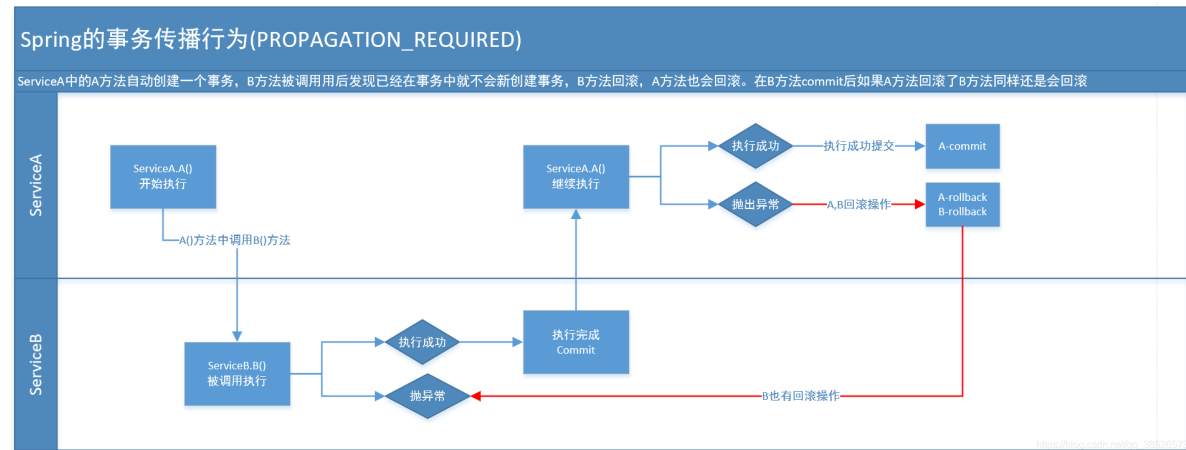 Spring的事务传播行为(PROPAGATION_REQUIRED)
ServiceA中的A方法自动创建一个事务，B方法被调用用后发现已经在事务中就不会新创建事务，B方法回滚，A方法也会回滚。在B方法commit后如果A方法回滚了B方法同样还是会回滚
ServiceA
ServiceA.A()
开始执行
A()方法中调用B()方法
ServiceA.A()
继续执行
执行成功
执行成功提交
A-commit
抛出异常
A,B回滚操作
A-rollback
B-rollback
ServiceB
ServiceB.B()
被调用执行
执行成功
执行完成
Commit
抛异常
B也有回滚操作